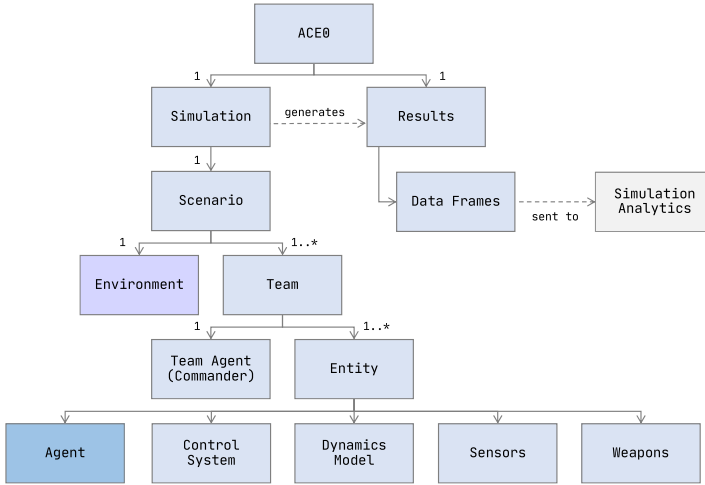 ACE0
1
1
Simulation
generates
Results
1
Scenario
Data Frames
sent to
Simulation
Analytics
1
1..*
Environment
Team
1
1..*
Team Agent
(Commander)
Entity
Agent
Control
System
Dynamics
Model
Sensors
Weapons